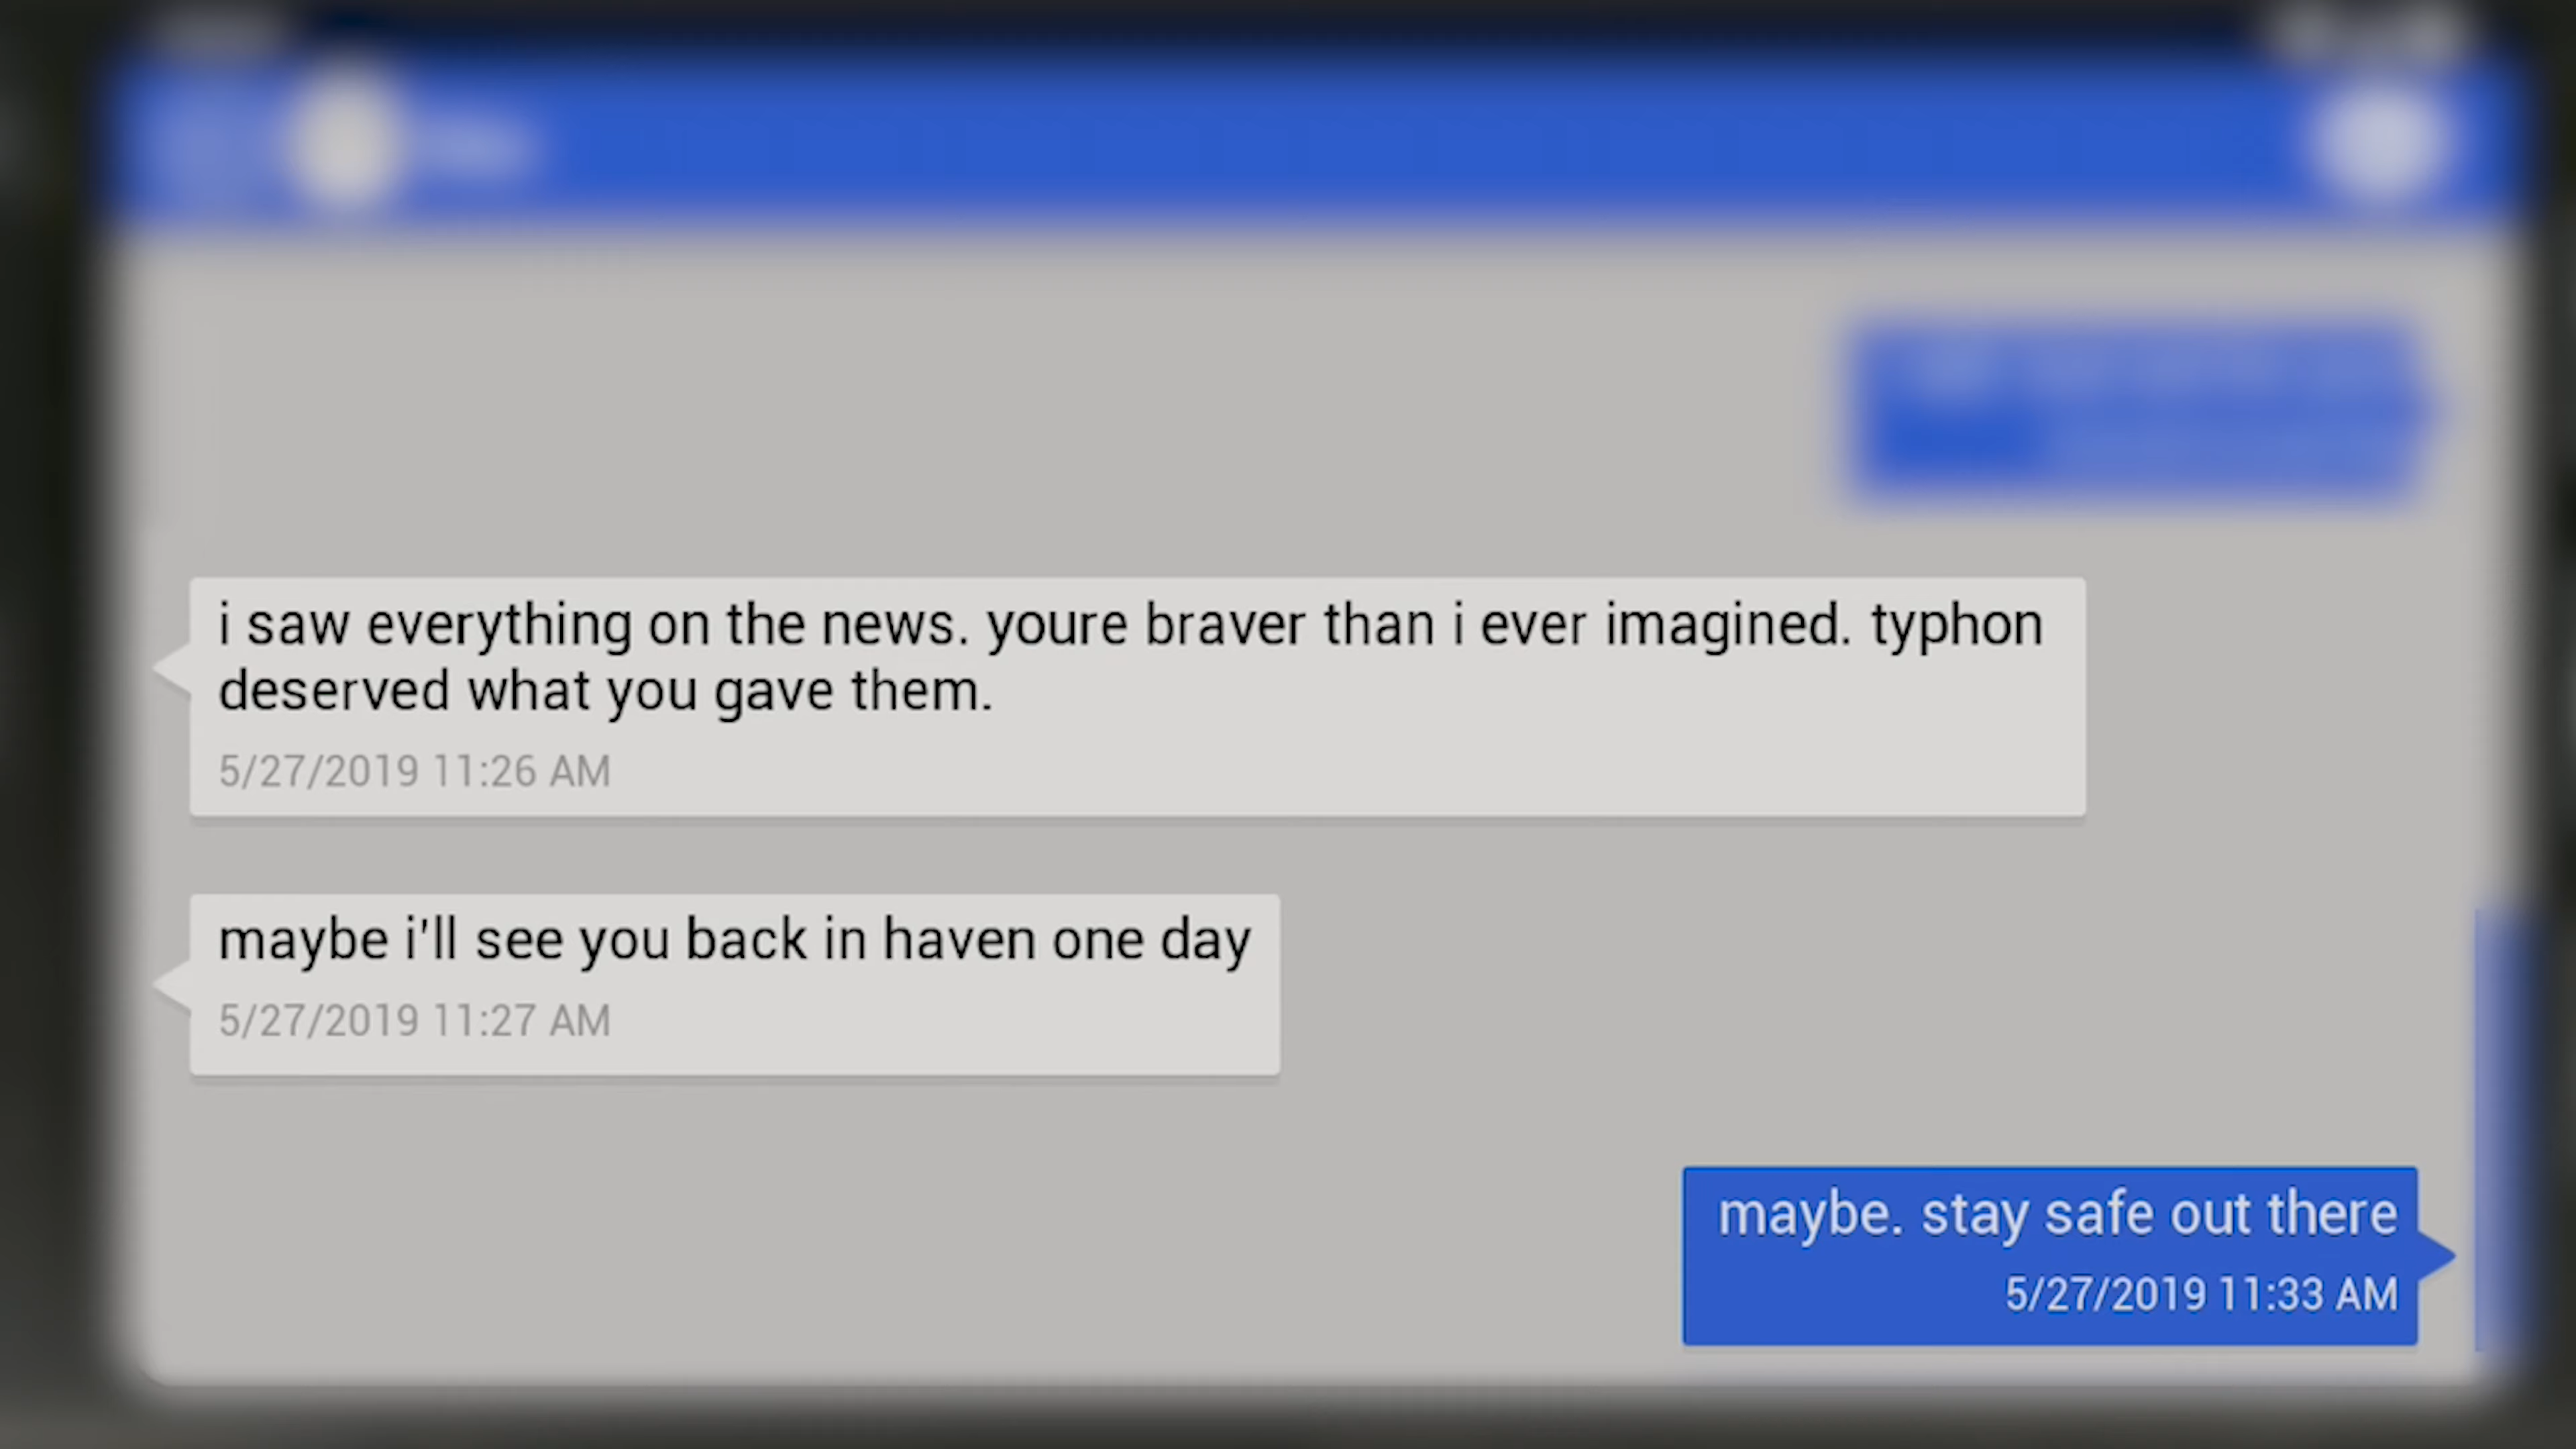 i saw everything on the news. youre braver than i ever imagined. typhon
deserved what you gave them.
5/27/2019 11:26 AM
maybe i'll see you back in haven one day
5/27/2019 11:27 AM
maybe. stay safe out there
5/27/2019 11:33 AM